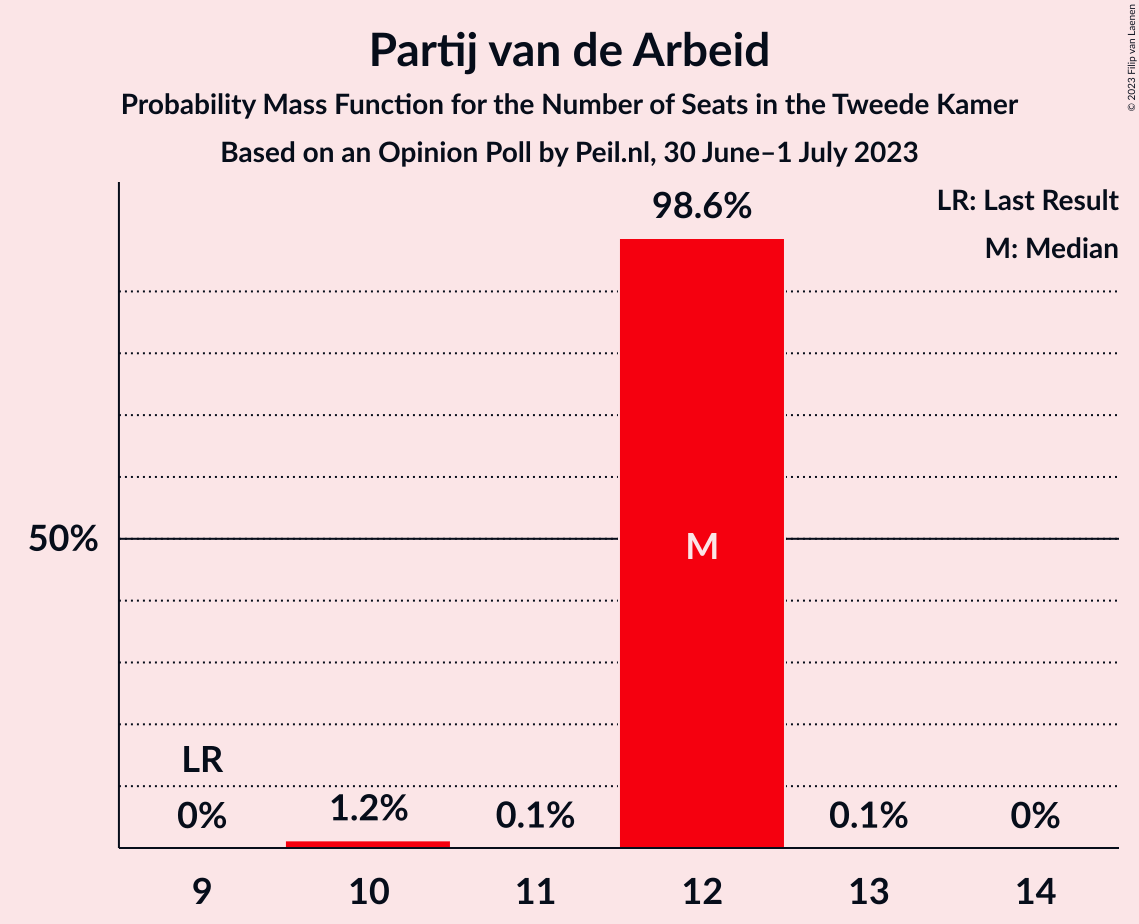 Partij van de Arbeid
Probability Mass Function for the Number of Seats in the Tweede Kamer
Based on an Opinion Poll by Peil.nl, 30 June–1 July 2023
© 2023 Filip van Laenen
LR: Last Result
M: Median
98.6%
50%
M
LR
0%
1.2%
0.1%
0.1%
0%
9
10
11
12
13
14